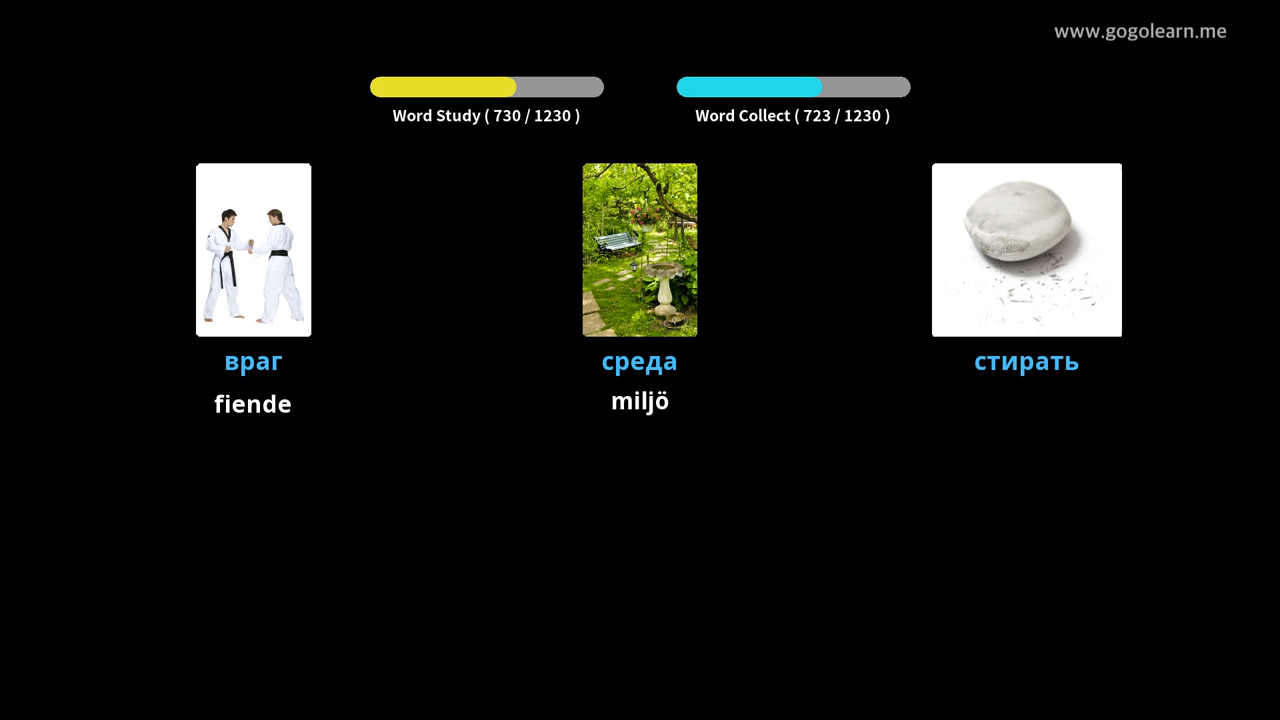 www.gogolearn.me
Word Study ( 730 / 1230 )
Word Collect ( 723 / 1230 )
враг
среда
стирать
fiende
miljö